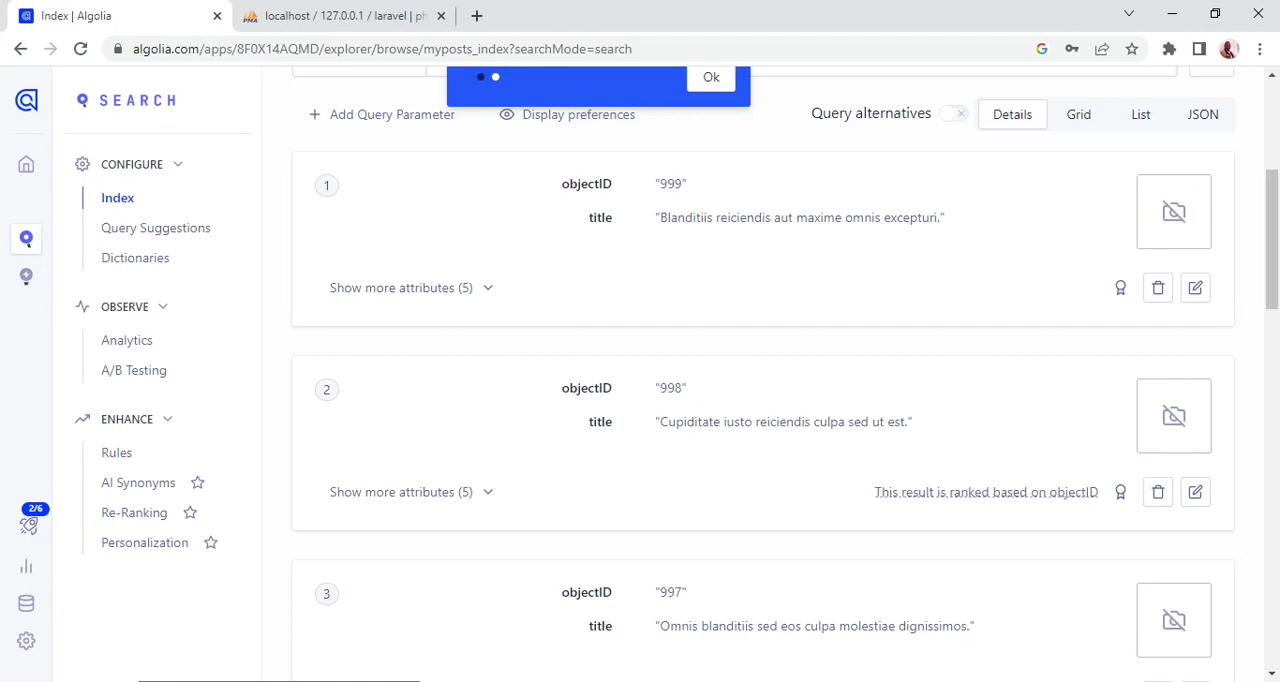 Index | Algolia
localhost / 127.0.0.1 / laravel | ph
algolia.com/apps/8F0X14AQMD/explorer/browse/myposts_index?searchMode=search
Ok
SEARCH
CONFIGURE
Index
Query Suggestions
Dictionaries
OBSERVE
Analytics
A/B Testing
ENHANCE
Rules
AI Synonyms
Re-Ranking
Personalization
2/6
Add Query Parameter
Display preferences
Query alternatives
Details
Grid
List
JSON
1
objectID "999"
title "Blanditiis reiciendis aut maxime omnis excepturi."
Show more attributes (5)
2
objectID "998"
title "Cupiditate iusto reiciendis culpa sed ut est."
Show more attributes (5)
This result is ranked based on objectID
3
objectID "997"
title "Omnis blanditiis sed eos culpa molestiae dignissimos."